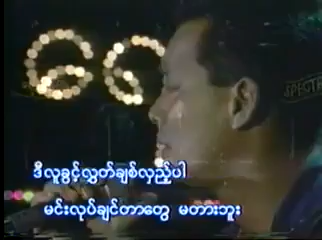 SPECTR
ဒီလူခွင့်လွှတ်ချစ်လှည့်ပါ
မင်းလုပ်ချင်တာတွေ မတားဘူး